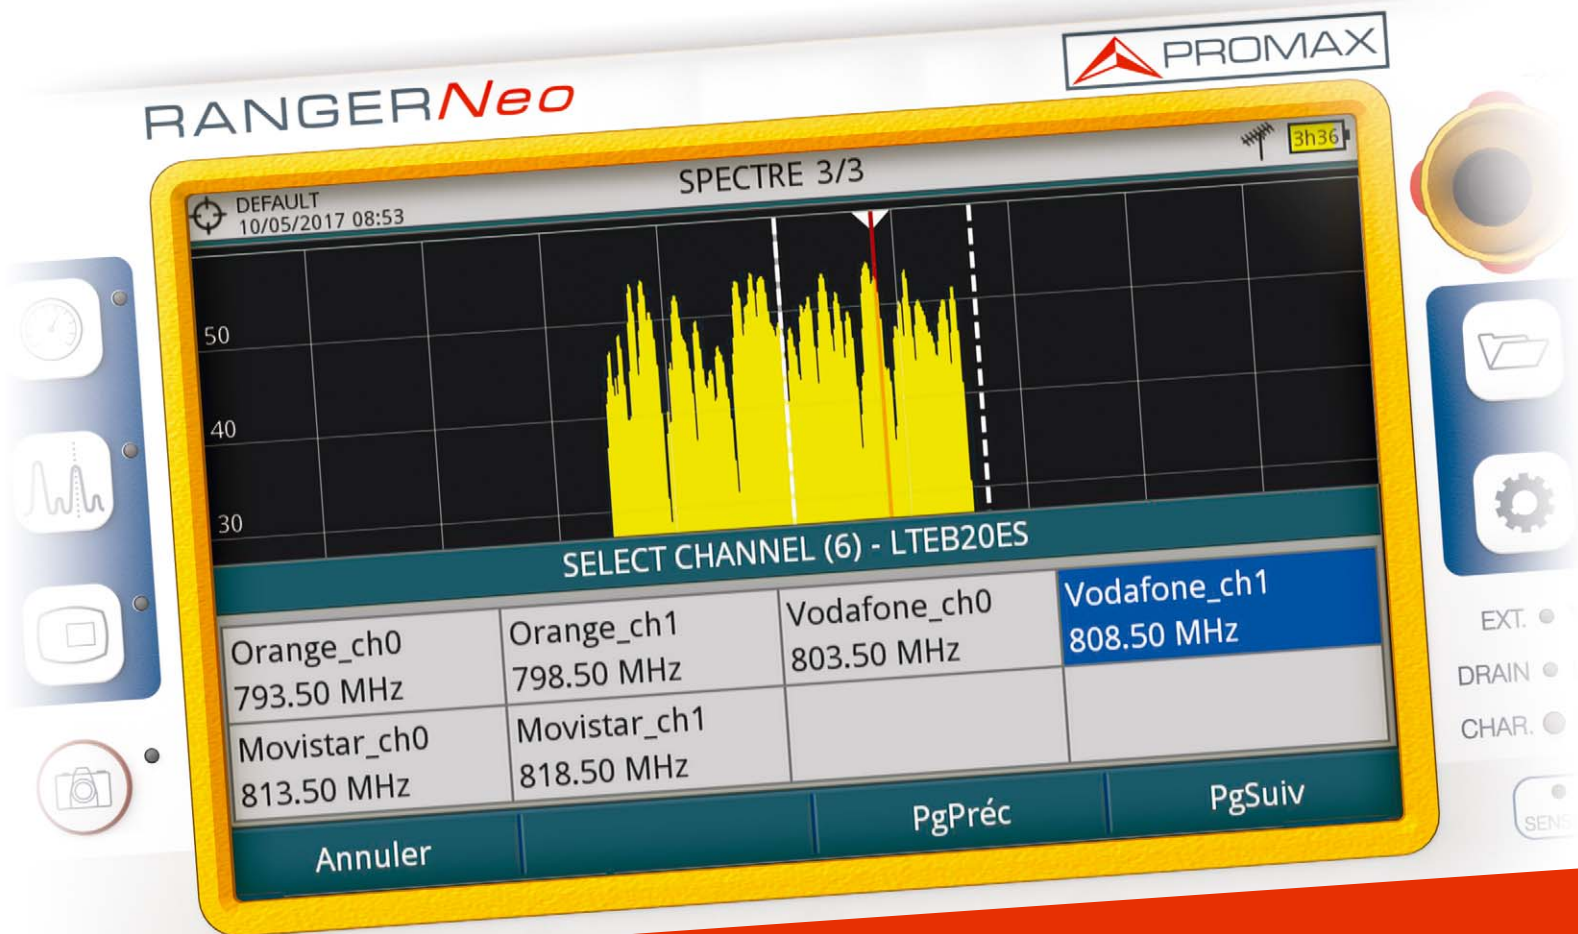 PROMAX
RANGERNeo
DEFAULT
10/05/2017 08:53
SPECTRE 3/3
3h36
50
40
30
SELECT CHANNEL (6) - LTEB20ES
Orange_ch0
793.50 MHz
Orange_ch1
798.50 MHz
Vodafone_ch0
803.50 MHz
Vodafone_ch1
808.50 MHz
Movistar_ch0
813.50 MHz
Movistar_ch1
818.50 MHz
Annuler
PgPréc
PgSuiv
EXT.
DRAIN
CHAR.